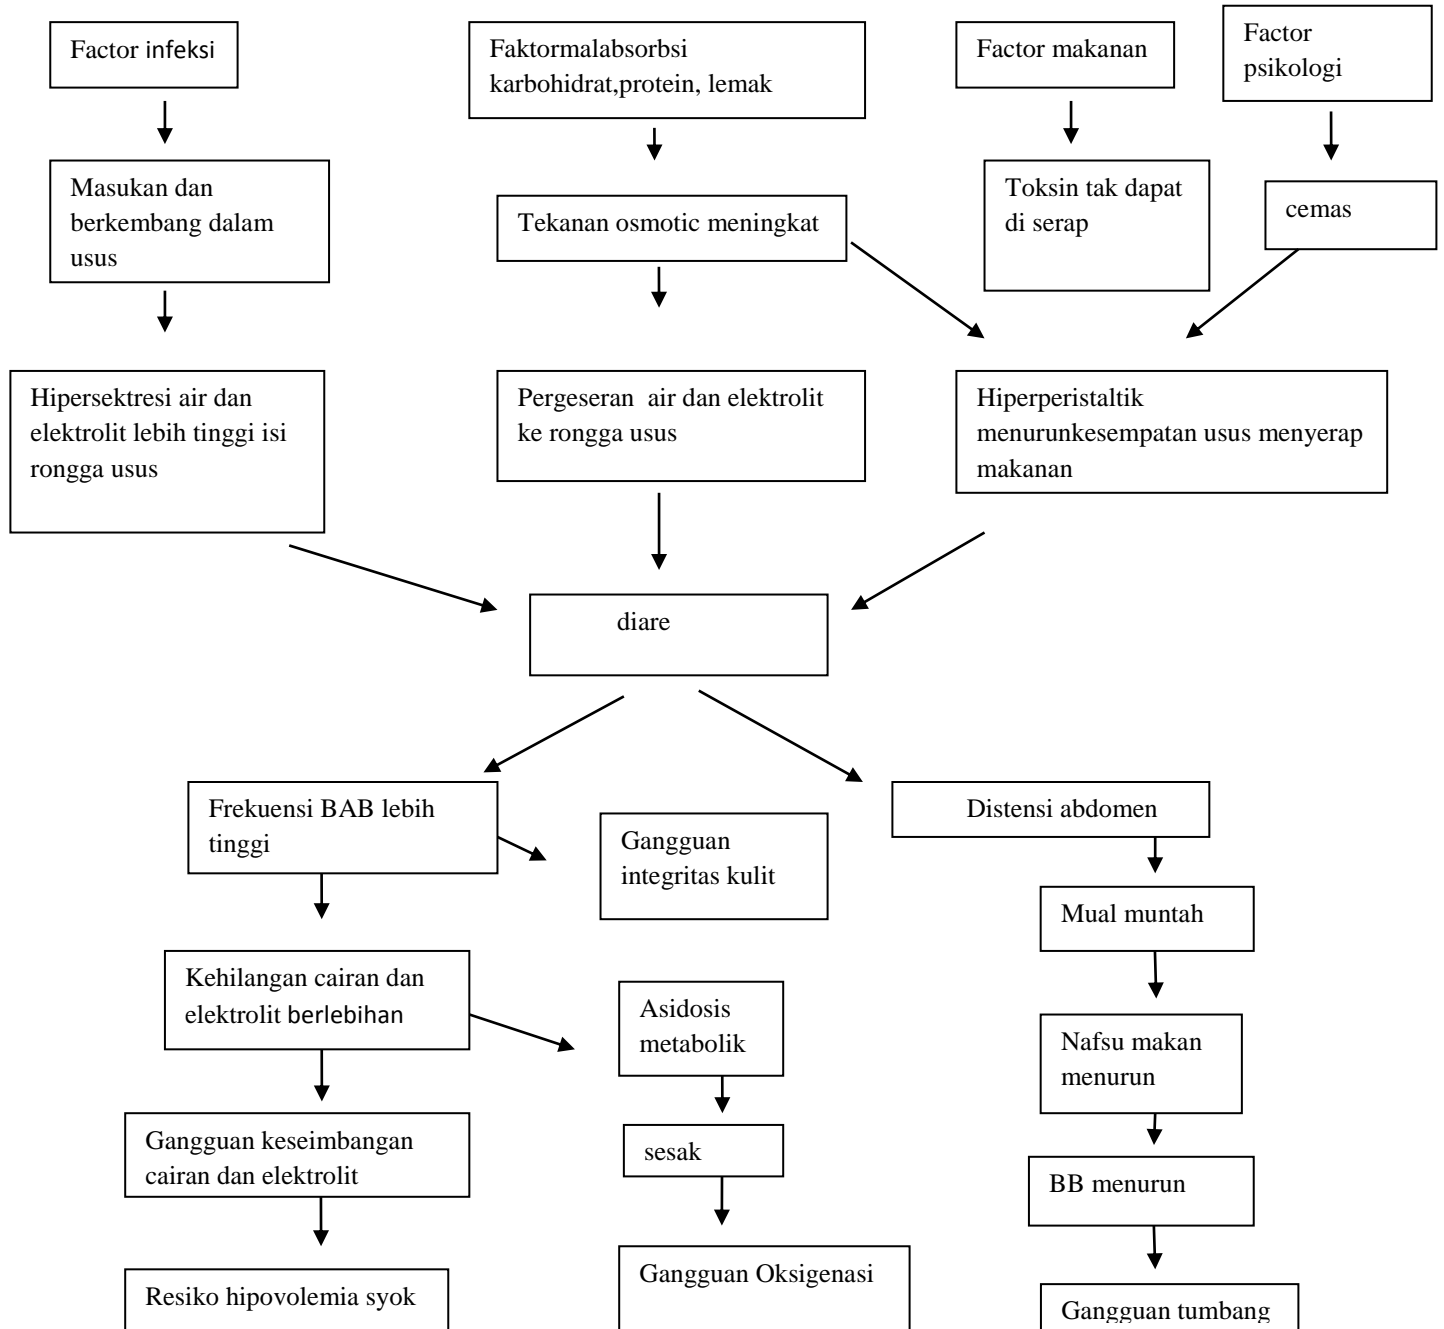 Factor infeksi
Faktormalabsorbsi
karbohidrat,protein, lemak
Factor makanan
Factor
psikologi
Masukan dan
berkembang dalam
usus
Tekanan osmotic meningkat
Toksin tak dapat
di serap
cemas
Hipersektresi air dan
elektrolit lebih tinggi isi
rongga usus
Pergeseran  air dan elektrolit
ke rongga usus
Hiperperistaltik
menurunkesempatan usus menyerap
makanan
diare
Frekuensi BAB lebih
tinggi
Gangguan
integritas kulit
Distensi abdomen
Mual muntah
Kehilangan cairan dan
elektrolit berlebihan
Asidosis
metabolik
Nafsu makan
menurun
Gangguan keseimbangan
cairan dan elektrolit
sesak
BB menurun
Resiko hipovolemia syok
Gangguan Oksigenasi
Gangguan tumbang